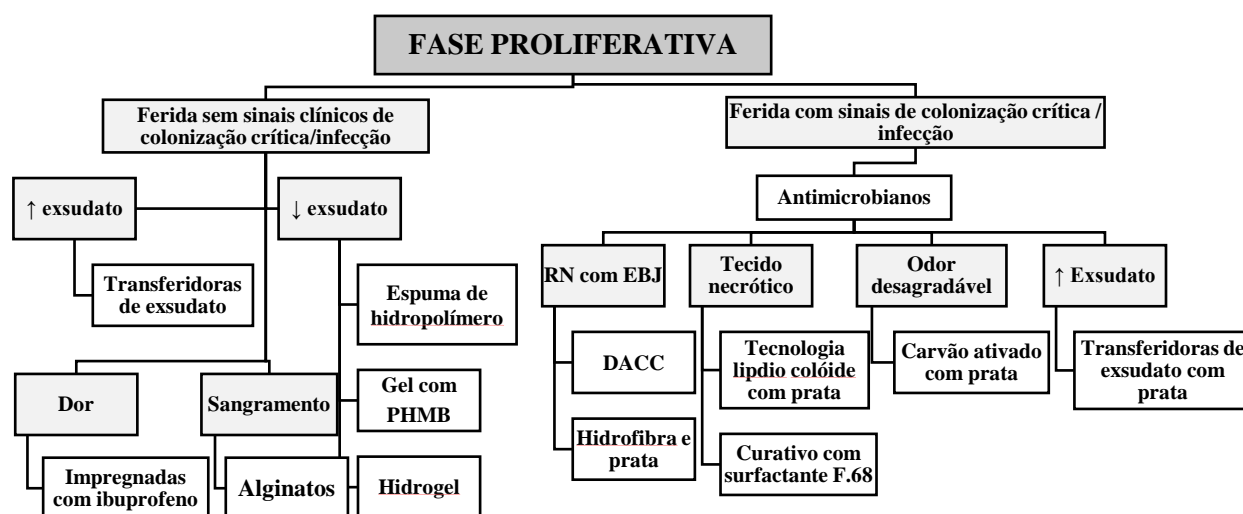 FASE PROLIFERATIVA
Ferida sem sinais clínicos de
colonização crítica/infecção
Ferida com sinais de colonização crítica /
infecção
↑ exsudato
↓ exsudato
Transferidoras
de exsudato
Espuma de
hidropolímero
Dor
Sangramento
Gel com
PHMB
Impregnadas
com ibuprofeno
Alginatos
Hidrogel
Antimicrobianos
RN com EBJ
Tecido
necrótico
Odor
desagradável
↑ Exsudato
DACC
Hidrofibra e
prata
Tecnologia
lipdio colóide
com prata
Curativo com
surfactante F.68
Carvão ativado
com prata
Transferidoras de
exsudato com
prata